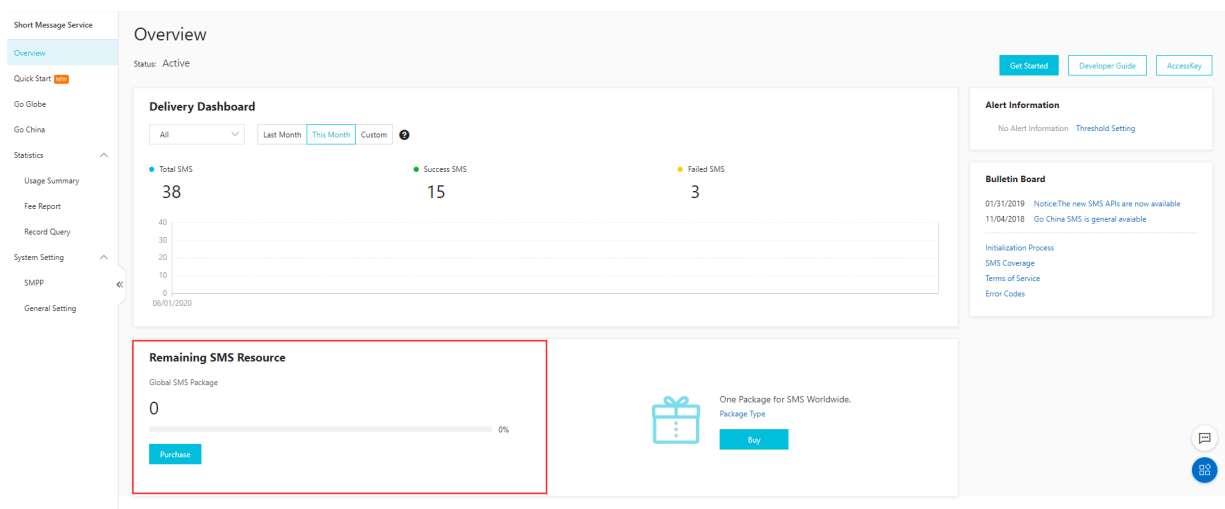 Short Message Service
Overview
Quick Start NEW
Go Globe
Go China
Statistics
Usage Summary
Fee Report
Record Query
System Setting
SMPP
General Setting
Overview
Status: Active
Get Started
Developer Guide
AccessKey
Delivery Dashboard
All
Last Month
This Month
Custom
?
Total SMS
38
Success SMS
15
Failed SMS
3
40
30
20
10
0
06/01/2020
Remaining SMS Resource
Global SMS Package
0
0%
Purchase
One Package for SMS Worldwide.
Package Type
Buy
Alert Information
No Alert Information Threshold Setting
Bulletin Board
01/31/2019 Notice:The new SMS APIs are now available
11/04/2018 Go China SMS is general avaiable
Initialization Process
SMS Coverage
Terms of Service
Error Codes